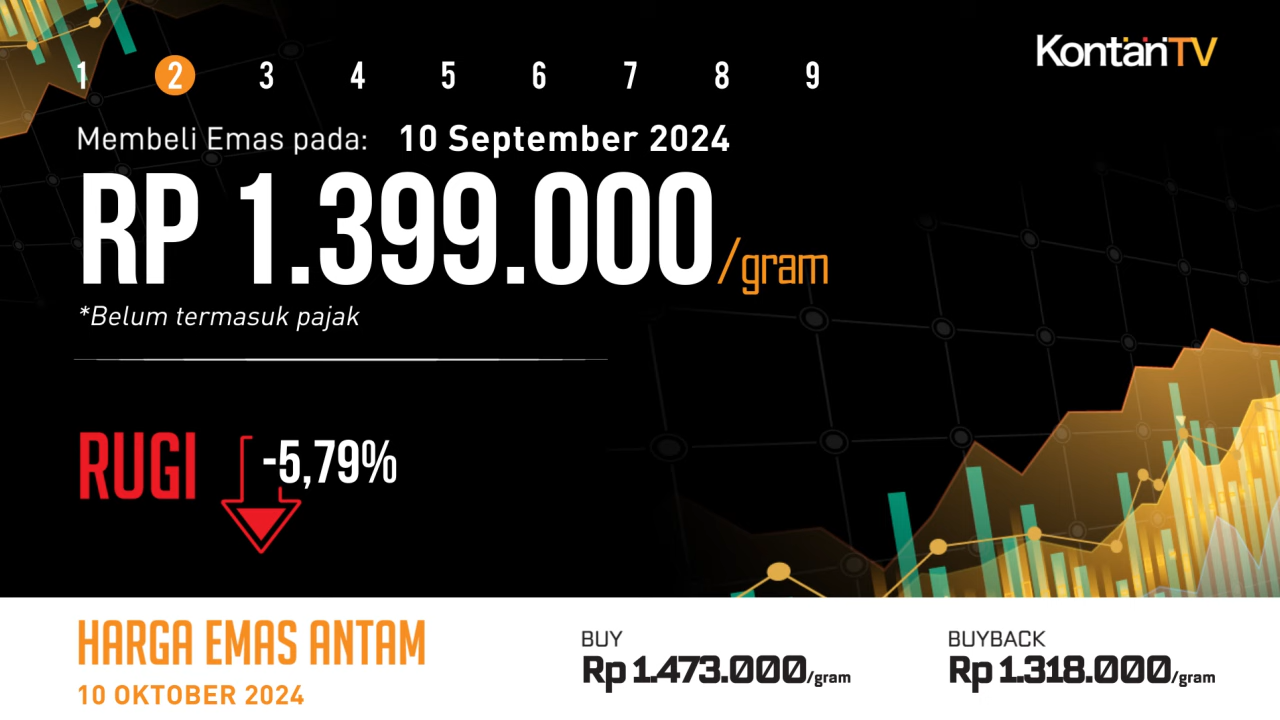 KontanTV
1 2 3 4 5 6 7 8 9
Membeli Emas pada: 10 September 2024
RP 1.399.000/gram
*Belum termasuk pajak
RUGI -5,79%
HARGA EMAS ANTAM
10 OKTOBER 2024
BUY
Rp 1.473.000/gram
BUYBACK
Rp 1.318.000/gram